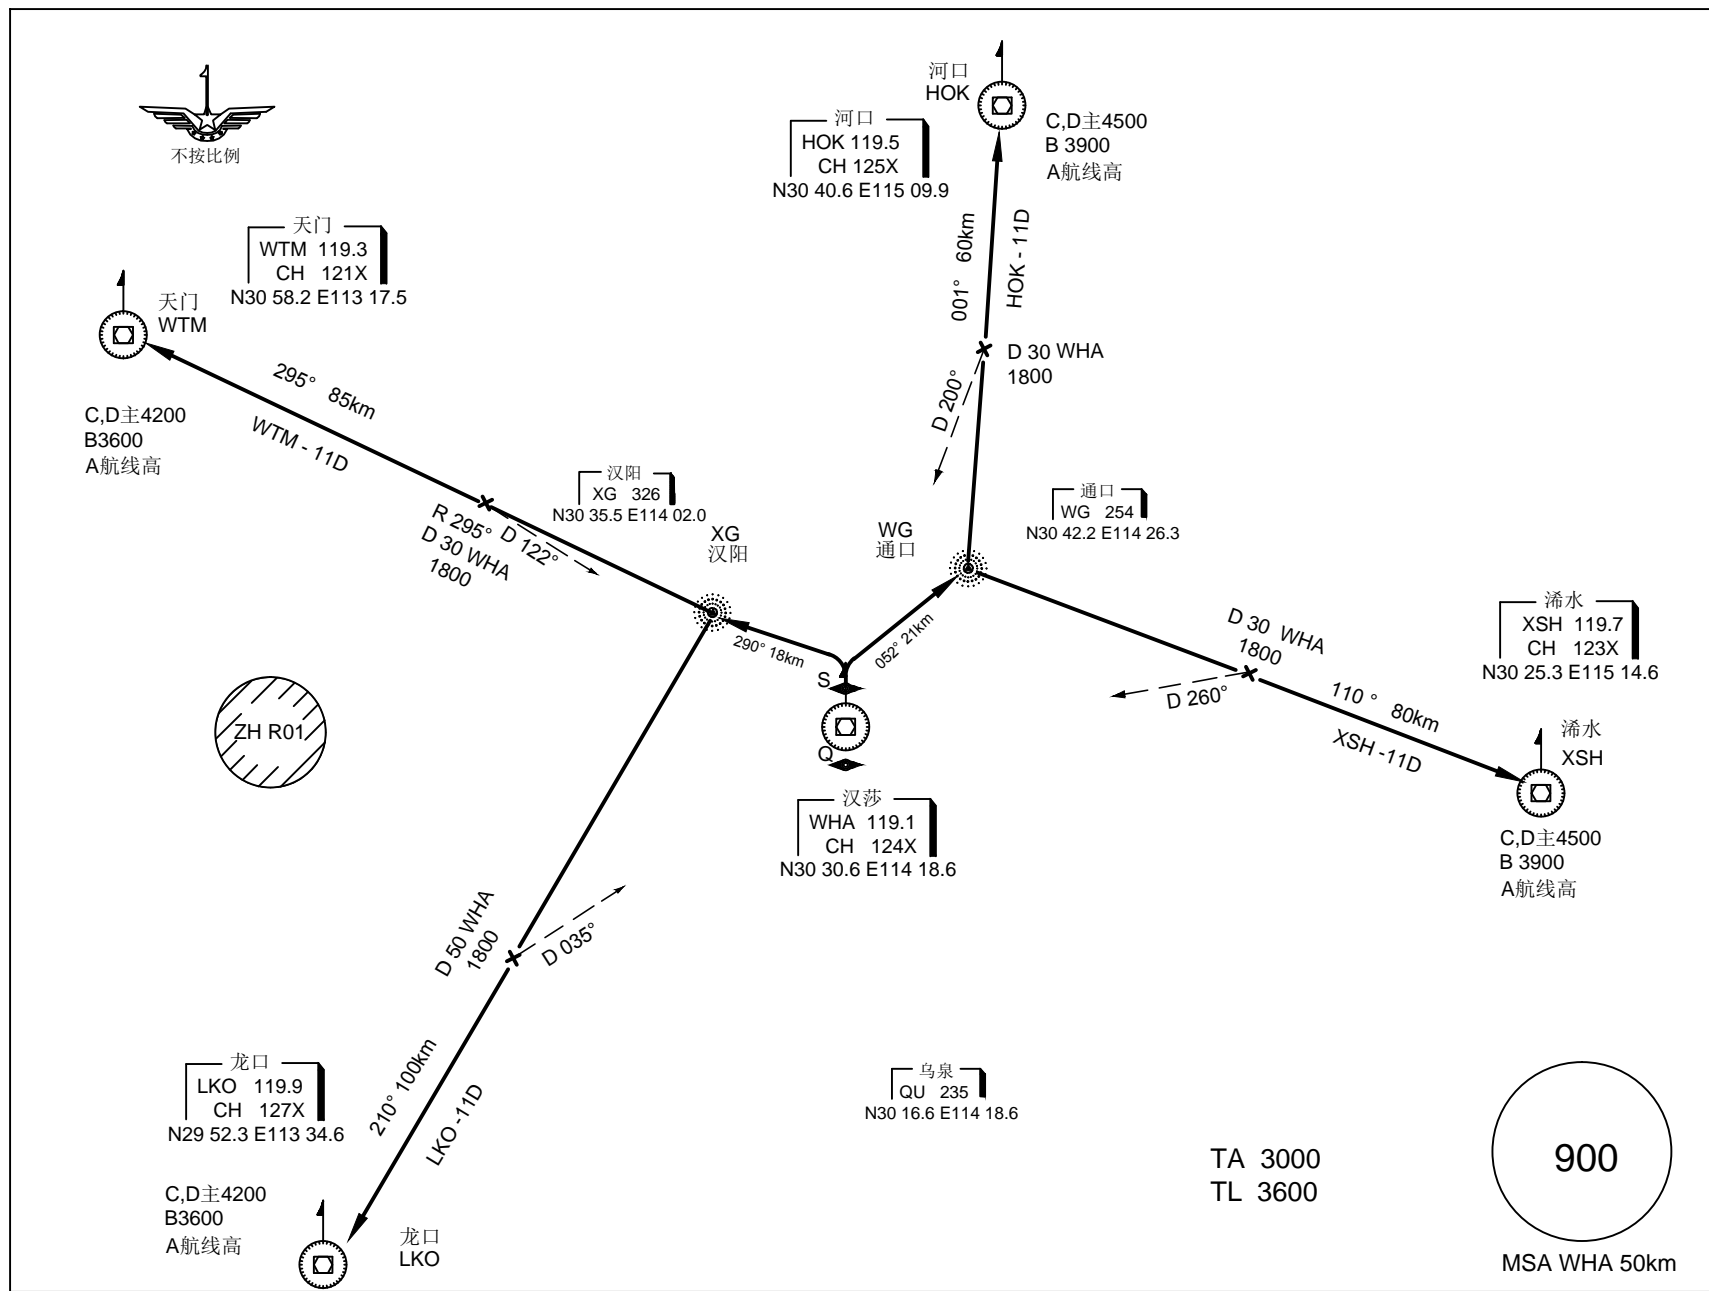 不按比例
河口
HOK
C,D主4500
B 3900
A航线高
河口
HOK 119.5
CH 125X
N30 40.6 E115 09.9
天门
WTM 119.3
CH 121X
N30 58.2 E113 17.5
天门
WTM
C,D主4200
B3600
A航线高
295° 85km
WTM - 11D
001° 60km
HOK - 11D
D 30 WHA
1800
D 200°
汉阳
XG 326
N30 35.5 E114 02.0
XG
汉阳
R 295°
D 30 WHA
1800
D 122°
WG
通口
通口
WG 254
N30 42.2 E114 26.3
290° 18km
052° 21km
S
Q
D 30 WHA
1800
D 260°
110 ° 80km
XSH -11D
浠水
XSH 119.7
CH 123X
N30 25.3 E115 14.6
浠水
XSH
C,D主4500
B 3900
A航线高
ZH R01
汉莎
WHA 119.1
CH 124X
N30 30.6 E114 18.6
D 50 WHA
1800
D 035°
210° 100km
LKO -11D
龙口
LKO 119.9
CH 127X
N29 52.3 E113 34.6
C,D主4200
B3600
A航线高
龙口
LKO
乌泉
QU 235
N30 16.6 E114 18.6
TA 3000
TL 3600
900
MSA WHA 50km